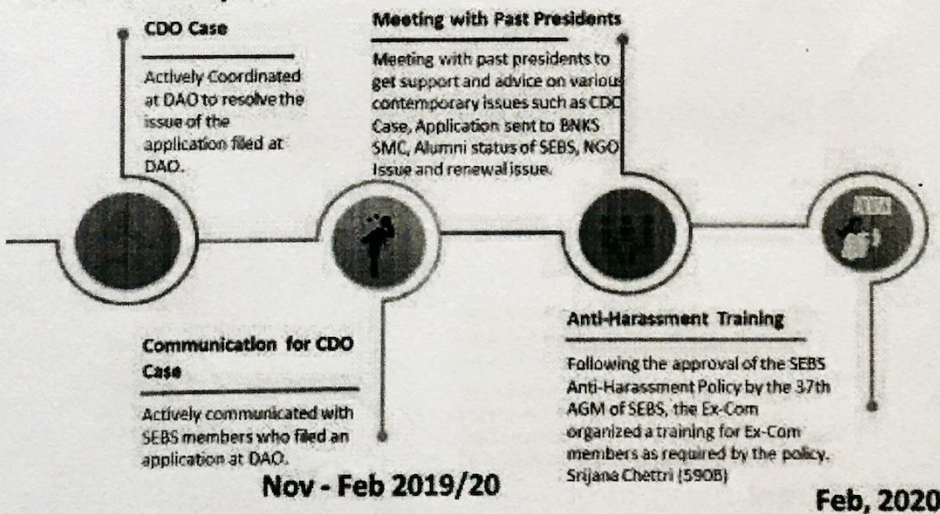 CDO Case
Actively Coordinated
at DAO to resolve the
issue of the
application filed at
DAO.
Meeting with Past Presidents
Meeting with past presidents to
get support and advice on various
contemporary issues such as CDO
Case, Application sent to BNKS
SMC, Alumni status of SEBS, NGO
Issue and renewal issue.
Communication for CDO
Case
Actively communicated with
SEBS members who filed an
application at DAO.
Nov - Feb 2019/20
Anti-Harassment Training
Following the approval of the SEBS
Anti-Harassment Policy by the 37th
AGM of SEBS, the Ex-Com
organized a training for Ex-Com
members as required by the policy.
Srijana Chettri (590B)
Feb, 2020